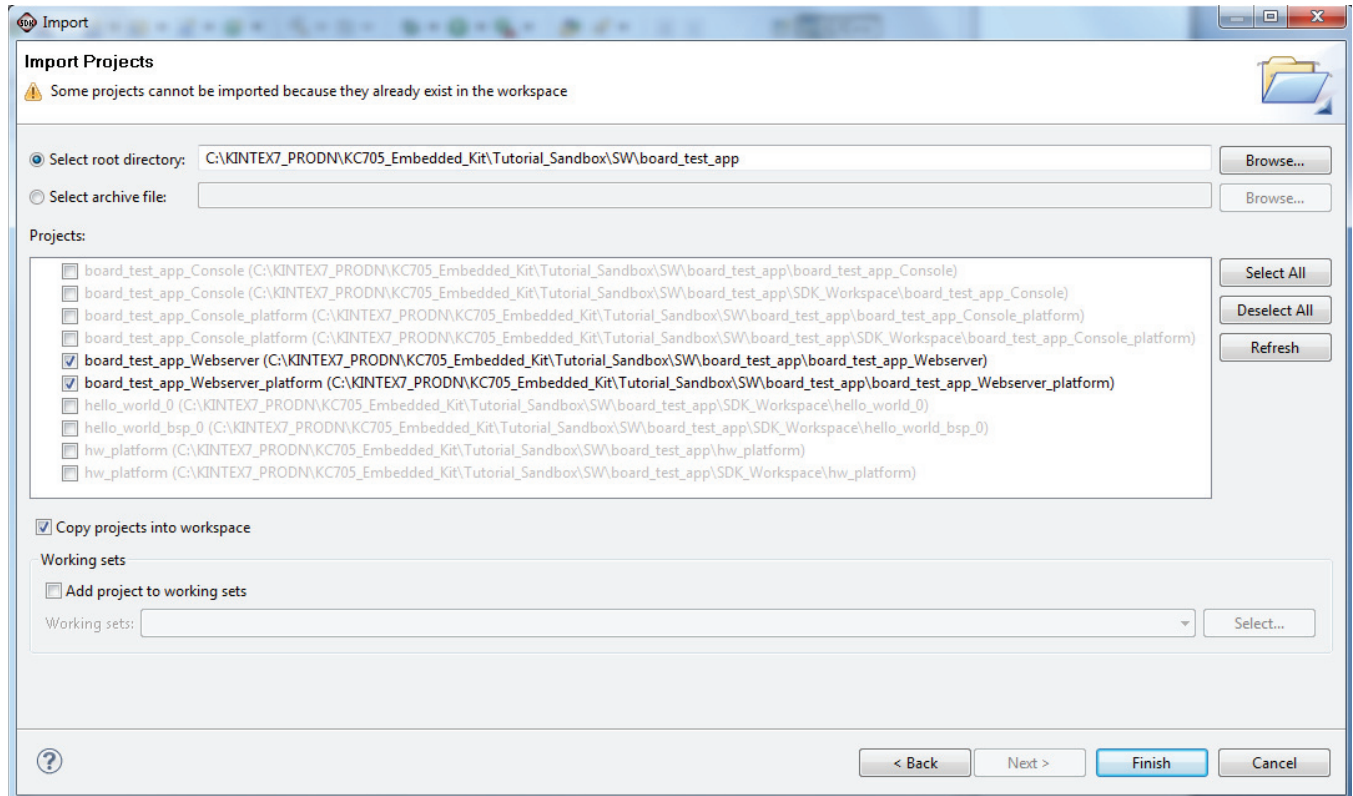 SDK Import
Import Projects
Some projects cannot be imported because they already exist in the workspace
Select root directory: C:\KINTEX7_PRODN\KC705_Embedded_Kit\Tutorial_Sandbox\SW\board_test_app Browse...
Select archive file: Browse...
Projects:
board_test_app_Console (C:\KINTEX7_PRODN\KC705_Embedded_Kit\Tutorial_Sandbox\SW\board_test_app\board_test_app_Console) Select All
board_test_app_Console (C:\KINTEX7_PRODN\KC705_Embedded_Kit\Tutorial_Sandbox\SW\board_test_app\SDK_Workspace\board_test_app_Console)
board_test_app_Console_platform (C:\KINTEX7_PRODN\KC705_Embedded_Kit\Tutorial_Sandbox\SW\board_test_app\board_test_app_Console_platform) Deselect All
board_test_app_Console_platform (C:\KINTEX7_PRODN\KC705_Embedded_Kit\Tutorial_Sandbox\SW\board_test_app\SDK_Workspace\board_test_app_Console_platform)
board_test_app_Webserver (C:\KINTEX7_PRODN\KC705_Embedded_Kit\Tutorial_Sandbox\SW\board_test_app\board_test_app_Webserver) Refresh
board_test_app_Webserver_platform (C:\KINTEX7_PRODN\KC705_Embedded_Kit\Tutorial_Sandbox\SW\board_test_app\board_test_app_Webserver_platform)
hello_world_0 (C:\KINTEX7_PRODN\KC705_Embedded_Kit\Tutorial_Sandbox\SW\board_test_app\SDK_Workspace\hello_world_0)
hello_world_bsp_0 (C:\KINTEX7_PRODN\KC705_Embedded_Kit\Tutorial_Sandbox\SW\board_test_app\SDK_Workspace\hello_world_bsp_0)
hw_platform (C:\KINTEX7_PRODN\KC705_Embedded_Kit\Tutorial_Sandbox\SW\board_test_app\hw_platform)
hw_platform (C:\KINTEX7_PRODN\KC705_Embedded_Kit\Tutorial_Sandbox\SW\board_test_app\SDK_Workspace\hw_platform)
Copy projects into workspace
Working sets
Add project to working sets
Working sets: Select...
? < Back Next > Finish Cancel